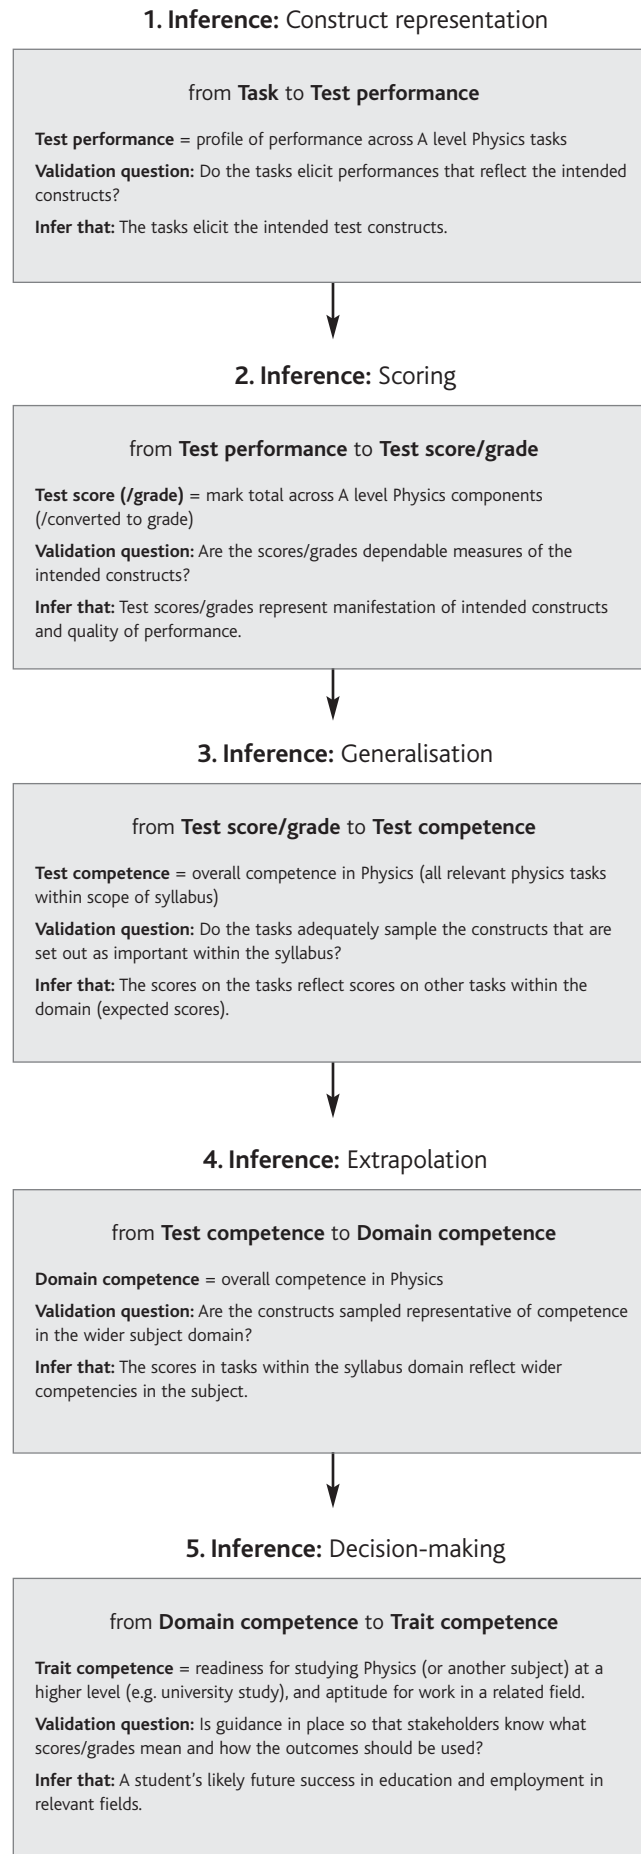 1. Inference: Construct representation
from Task to Test performance
Test performance = profile of performance across A level Physics tasks
Validation question: Do the tasks elicit performances that reflect the intended
constructs?
Infer that: The tasks elicit the intended test constructs.
2. Inference: Scoring
from Test performance to Test score/grade
Test score (/grade) = mark total across A level Physics components
(/converted to grade)
Validation question: Are the scores/grades dependable measures of the
intended constructs?
Infer that: Test scores/grades represent manifestation of intended constructs
and quality of performance.
3. Inference: Generalisation
from Test score/grade to Test competence
Test competence = overall competence in Physics (all relevant physics tasks
within scope of syllabus)
Validation question: Do the tasks adequately sample the constructs that are
set out as important within the syllabus?
Infer that: The scores on the tasks reflect scores on other tasks within the
domain (expected scores).
4. Inference: Extrapolation
from Test competence to Domain competence
Domain competence = overall competence in Physics
Validation question: Are the constructs sampled representative of competence
in the wider subject domain?
Infer that: The scores in tasks within the syllabus domain reflect wider
competencies in the subject.
5. Inference: Decision-making
from Domain competence to Trait competence
Trait competence = readiness for studying Physics (or another subject) at a
higher level (e.g. university study), and aptitude for work in a related field.
Validation question: Is guidance in place so that stakeholders know what
scores/grades mean and how the outcomes should be used?
Infer that: A student's likely future success in education and employment in
relevant fields.